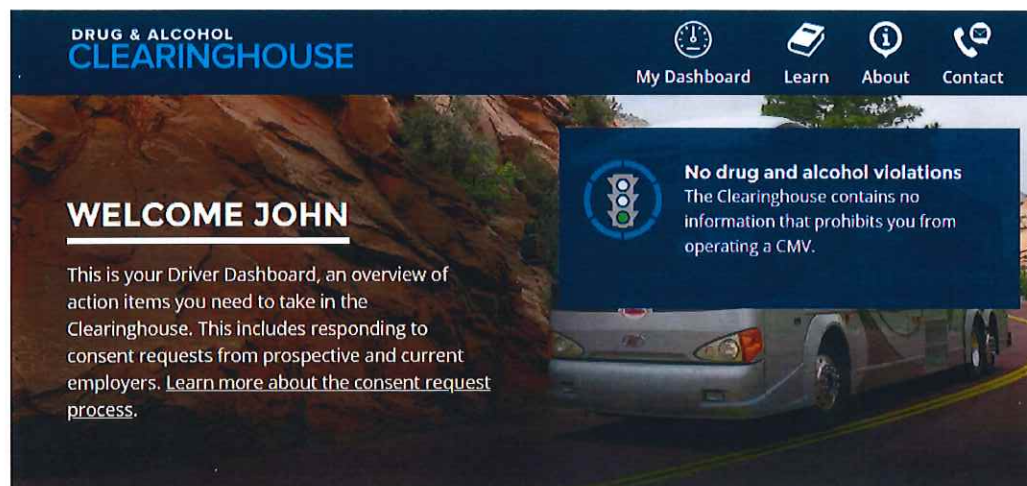 DRUG & ALCOHOL
CLEARINGHOUSE
My Dashboard
Learn
About
Contact
No drug and alcohol violations
The Clearinghouse contains no
information that prohibits you from
operating a CMV.
WELCOME JOHN
This is your Driver Dashboard, an overview of
action items you need to take in the
Clearinghouse. This includes responding to
consent requests from prospective and current
employers. Learn more about the consent request
process.